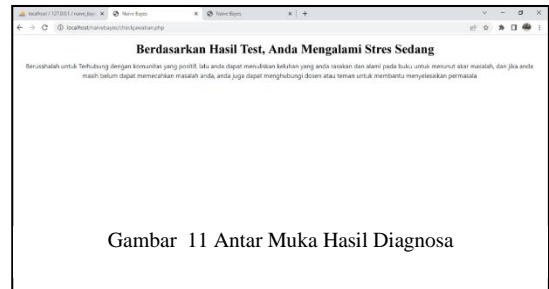 localhost / 127.0.0.1 / naive_bay
Naive Bayes
Naive Bayes
localhost/naivebayes/checkjawaban.php
Berdasarkan Hasil Test, Anda Mengalami Stres Sedang
Berusahalah untuk Terhubung dengan komunitas yang positif, lalu anda dapat menuliskan keluhan yang anda rasakan dan alami pada buku untuk menurut akar masalah, dan jika anda
masih belum dapat memecahkan masalah anda, anda juga dapat menghubungi dosen atau teman untuk membantu menyelesaikan permasala
Gambar 11 Antar Muka Hasil Diagnosa